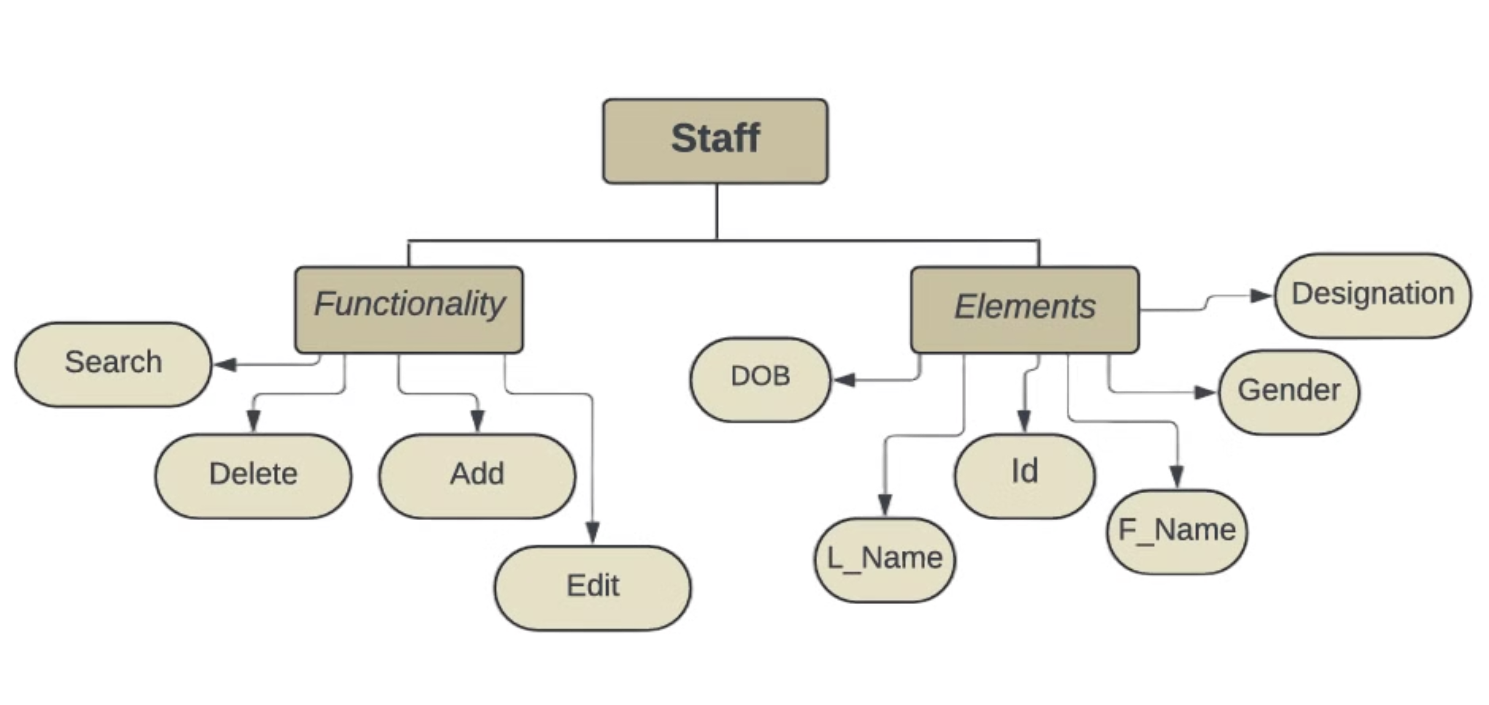 Staff
Functionality
Elements
Designation
Search
DOB
Gender
Delete
Add
Id
F_Name
L_Name
Edit